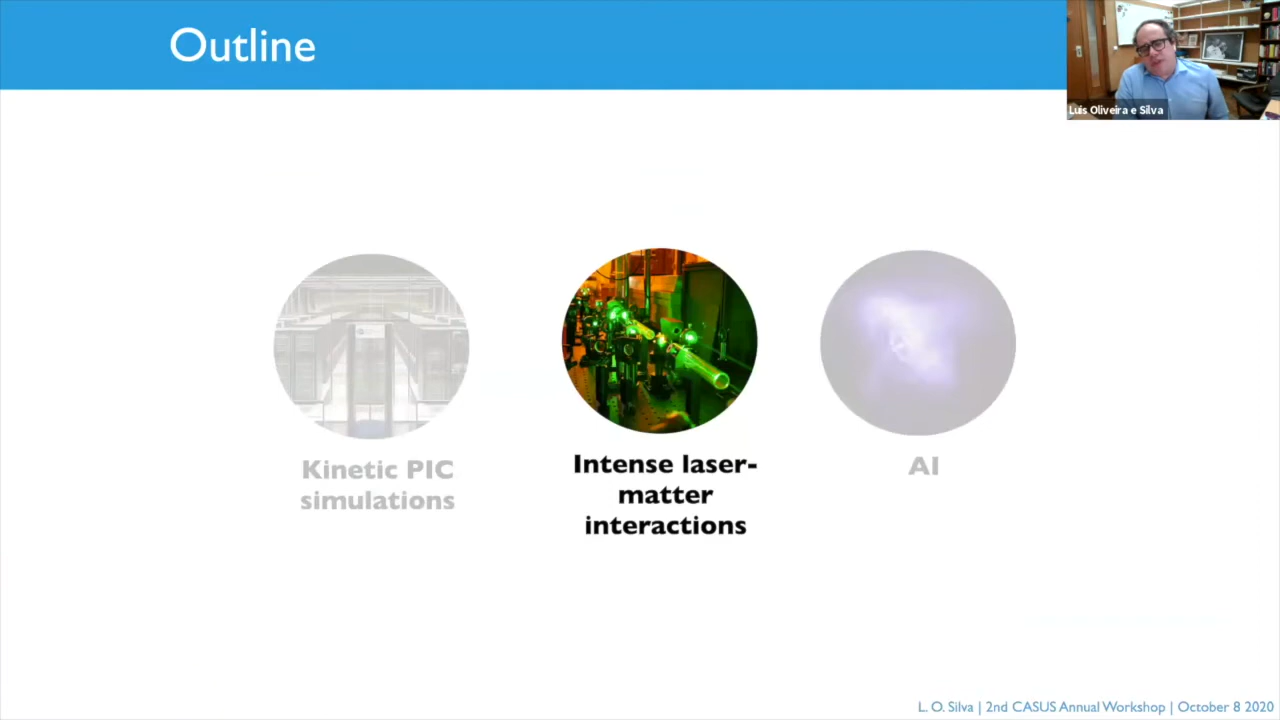 Outline
Luis Oliveira e Silva
Kinetic PIC
simulations
Intense laser-
matter
interactions
AI
L. O. Silva | 2nd CASUS Annual Workshop | October 8 2020